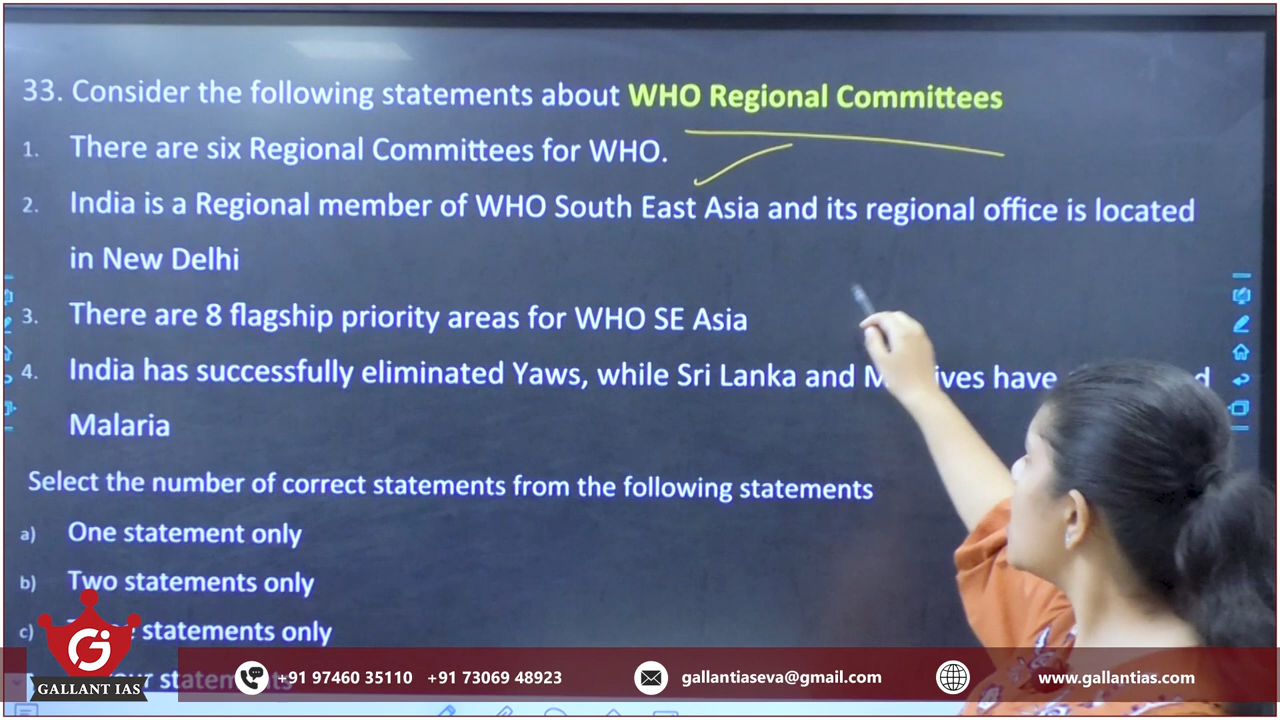 33. Consider the following statements about WHO Regional Committees
1. There are six Regional Committees for WHO.
2. India is a Regional member of WHO South East Asia and its regional office is located
in New Delhi
3. There are 8 flagship priority areas for WHO SE Asia
4. India has successfully eliminated Yaws, while Sri Lanka and have
Malaria
Select the number of correct statements from the following statements
a) One statement only
b) Two statements only
c) statements only
statements
GI
GALLANT IAS
+91 97460 35110 +91 73069 48923
gallantiaseva@gmail.com
www.gallantias.com